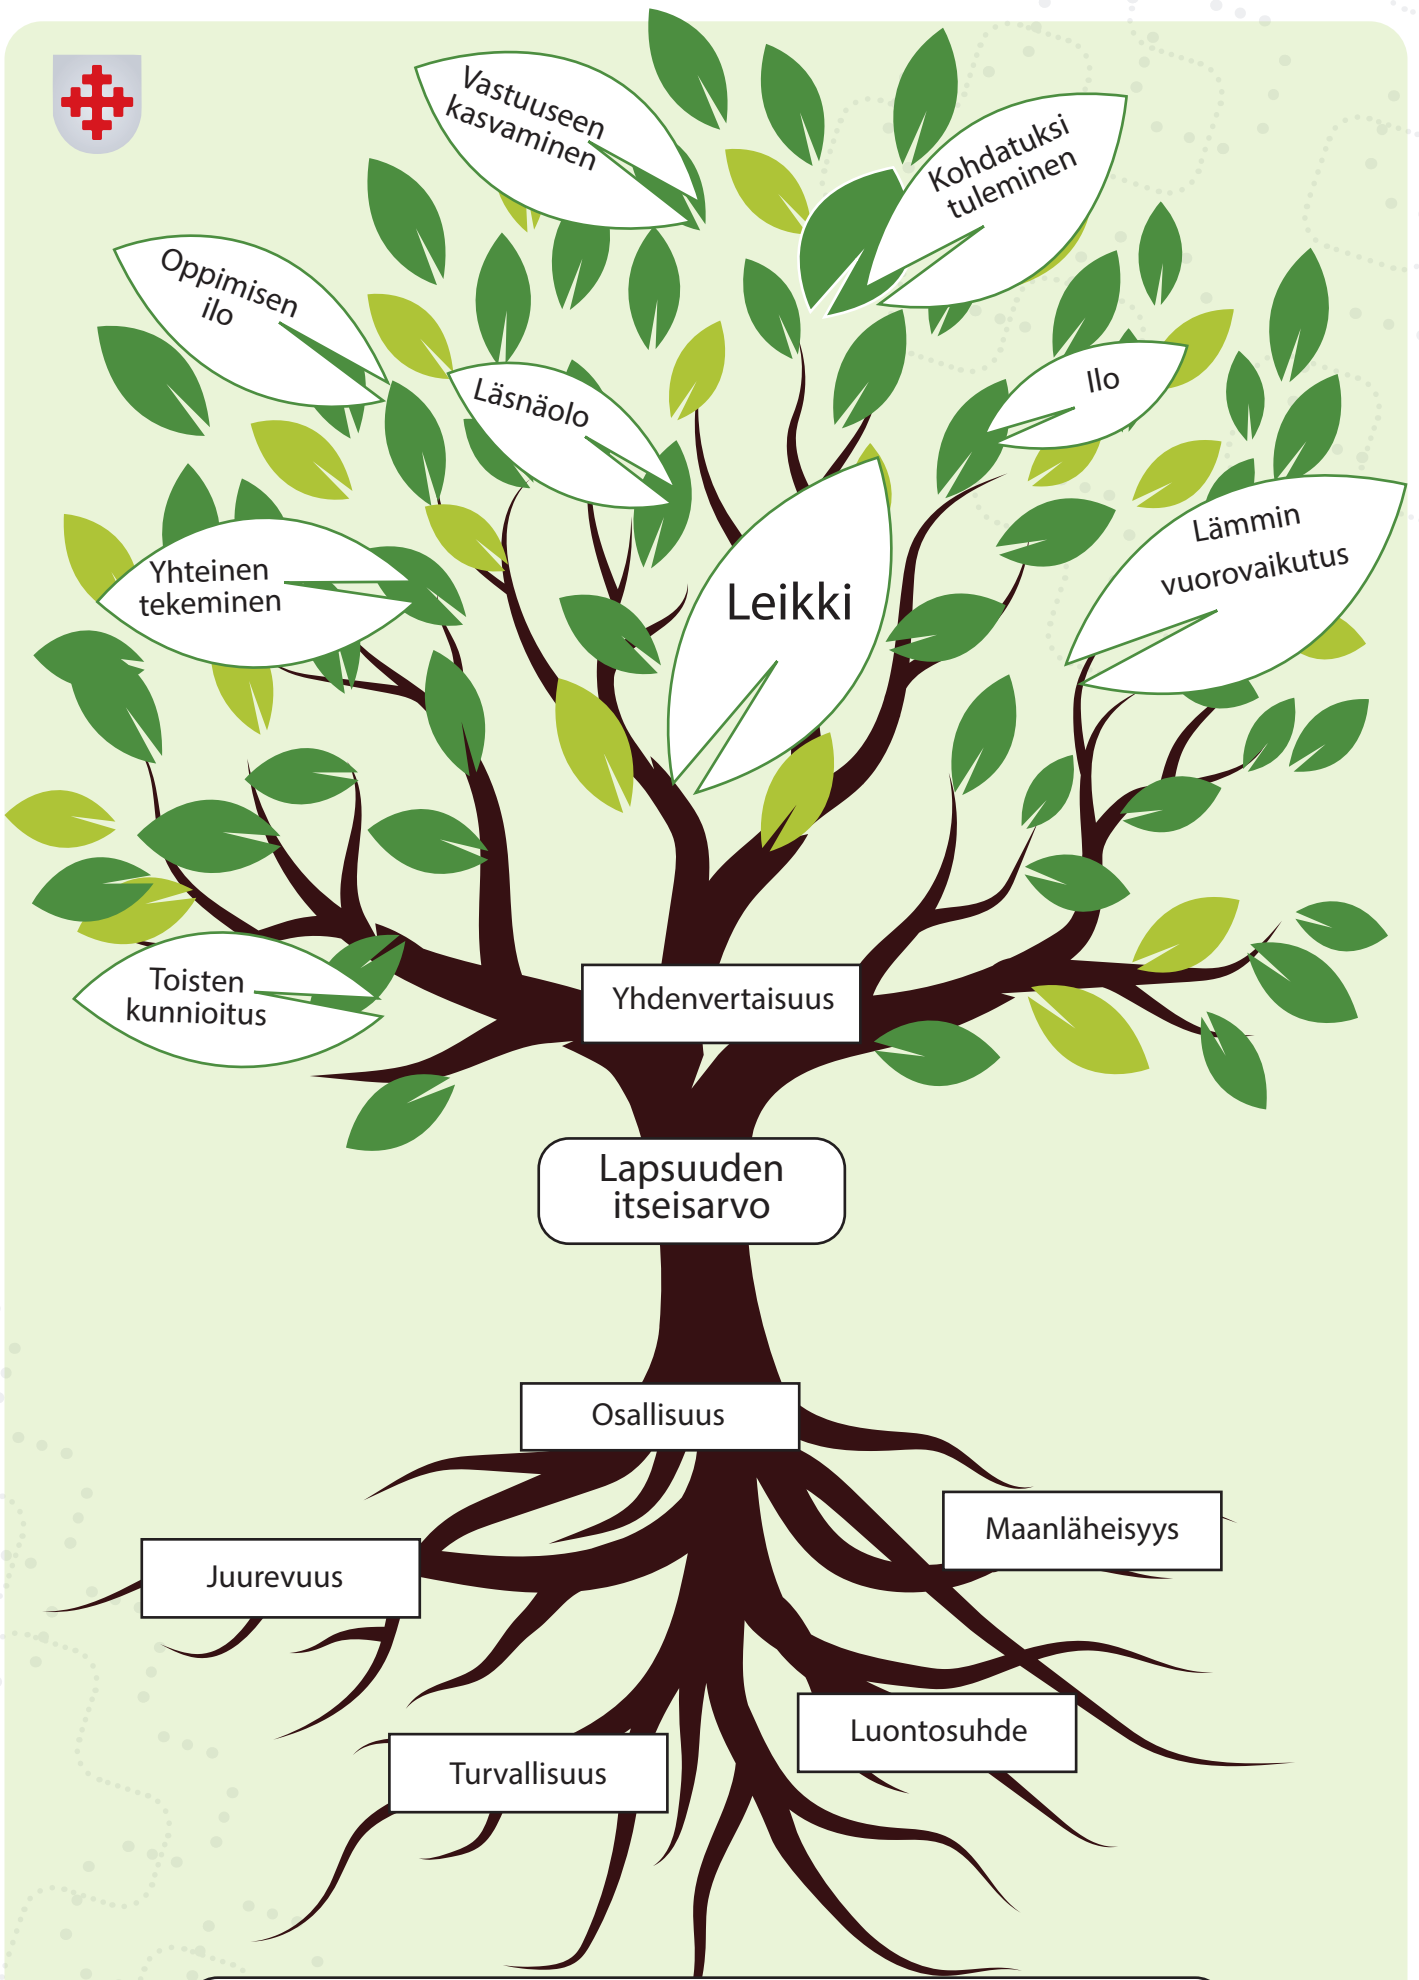 Vastuuseen
kasvaminen
Kohdatuksi
tuleminen
Oppimisen
ilo
Läsnäolo
Ilo
Lämmin
vuorovaikutus
Yhteinen
tekeminen
Leikki
Toisten
kunnioitus
Yhdenvertaisuus
Lapsuuden
itseisarvo
Osallisuus
Maanläheisyys
Juurevuus
Luontosuhde
Turvallisuus